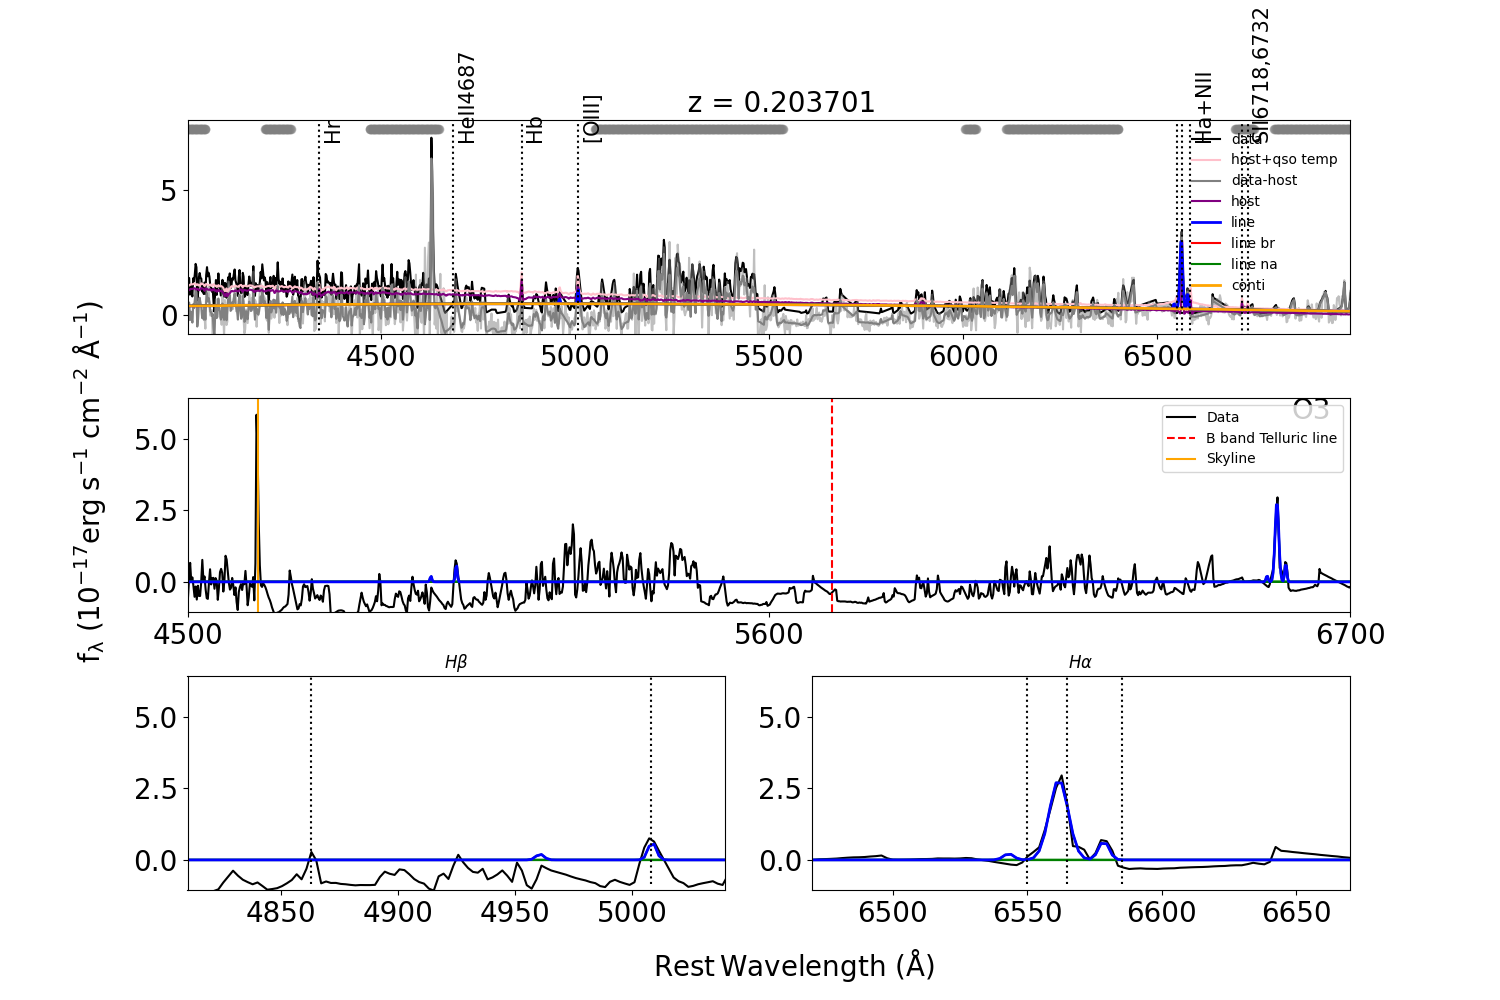 z = 0.203701
Hr
HeII4687
Hb
[OIII]
Ha+NII
SII6718,6732
data
host+qso temp
data-host
host
line
line br
line na
conti
5
0
4500
5000
5500
6000
6500
O3
Data
B band Telluric line
Skyline
5.0
2.5
0.0
4500
5600
6700
fλ (10⁻¹⁷erg s⁻¹ cm⁻² Å⁻¹)
Hβ
5.0
2.5
0.0
4850
4900
4950
5000
Hα
5.0
2.5
0.0
6500
6550
6600
6650
Rest Wavelength (Å)